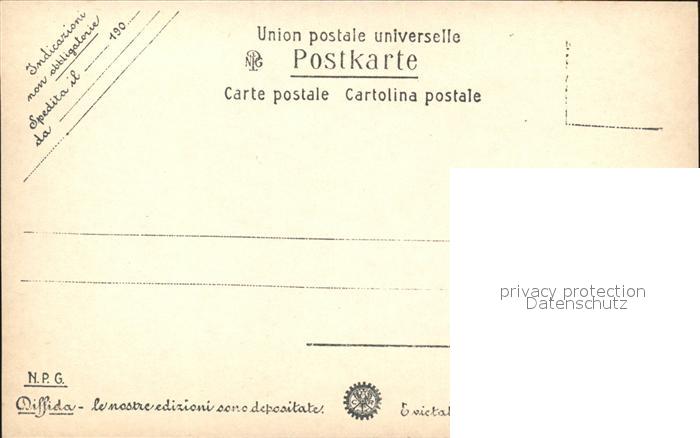 Indicazioni
non obbligatorie
Spedita il 190
da
Union postale universelle
NPG Postkarte
Carte postale Cartolina postale
privacy protection
Datenschutz
N.P.G.
Diffida - le nostre edizioni sono depositate. È vietat